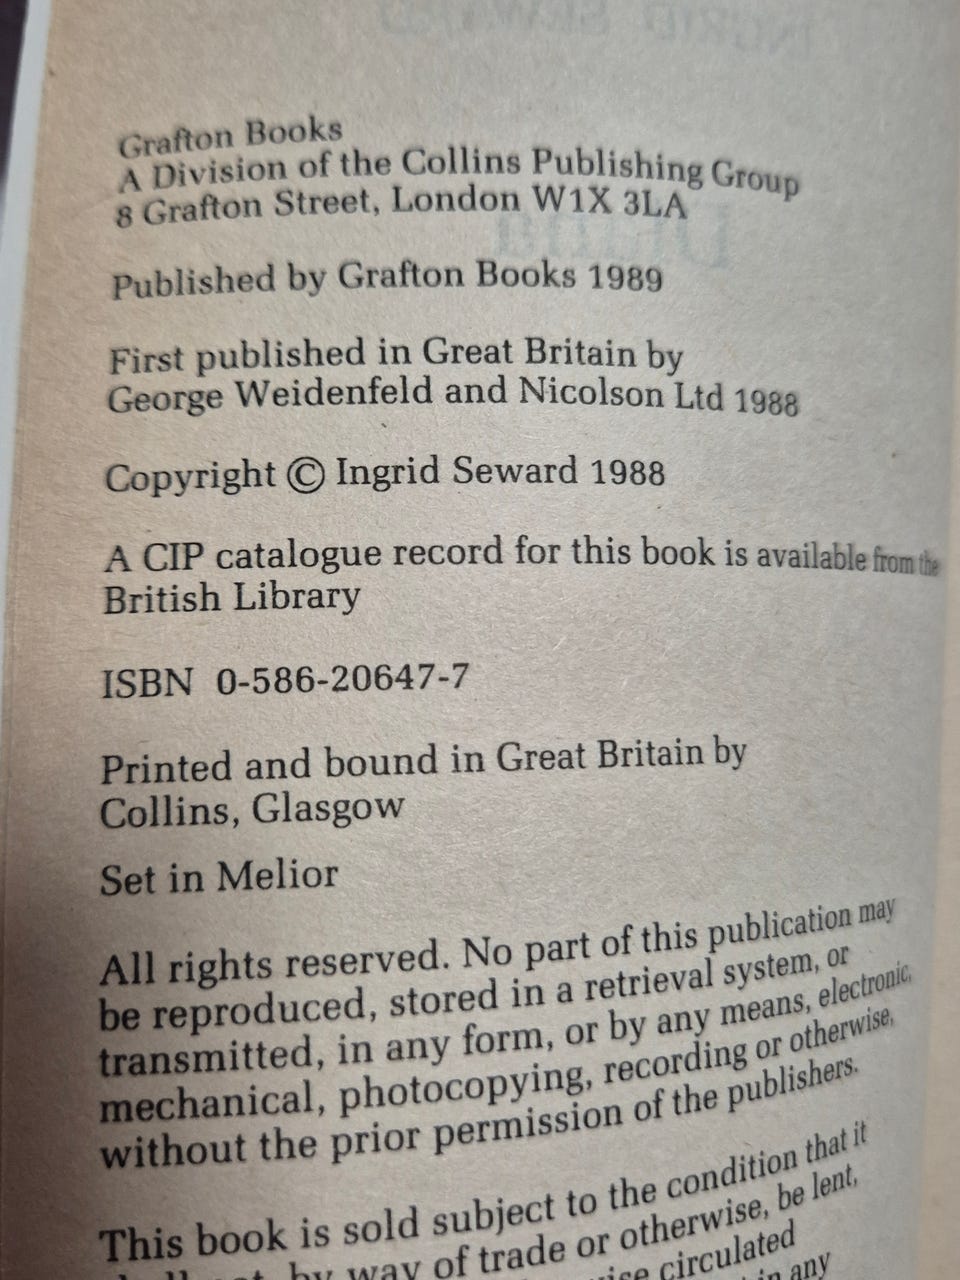 Grafton Books
A Division of the Collins Publishing Group
8 Grafton Street, London W1X 3LA
Published by Grafton Books 1989
First published in Great Britain by
George Weidenfeld and Nicolson Ltd 1988
Copyright © Ingrid Seward 1988
A CIP catalogue record for this book is available from the
British Library
ISBN 0-586-20647-7
Printed and bound in Great Britain by
Collins, Glasgow
Set in Melior
All rights reserved. No part of this publication may
be reproduced, stored in a retrieval system, or
transmitted, in any form, or by any means, electronic,
mechanical, photocopying, recording or otherwise,
without the prior permission of the publishers.
This book is sold subject to the condition that it
by way of trade or otherwise, be lent,
circulated
in any